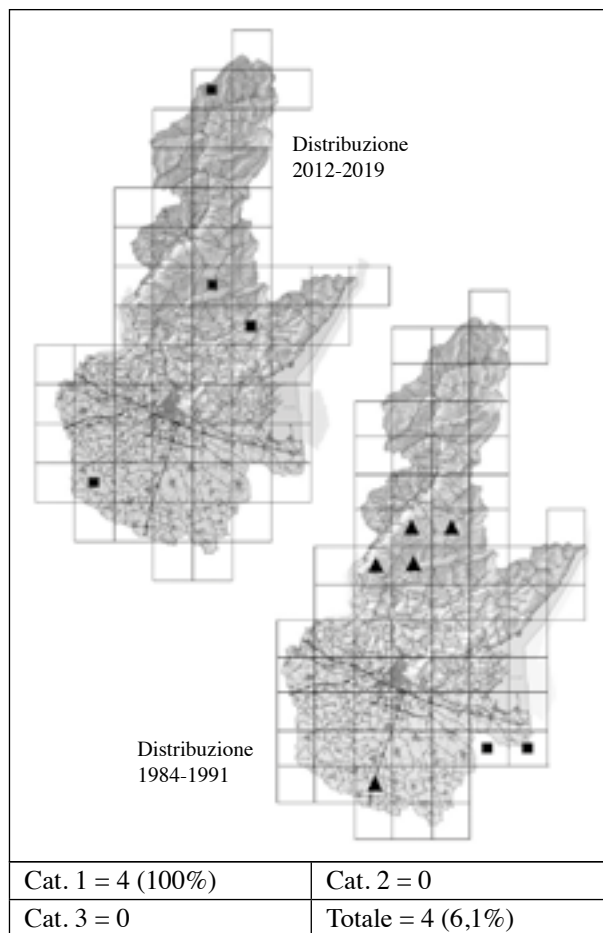 Distribuzione
2012-2019
Distribuzione
1984-1991
Cat. 1 = 4 (100%)
Cat. 2 = 0
Cat. 3 = 0
Totale = 4 (6,1%)